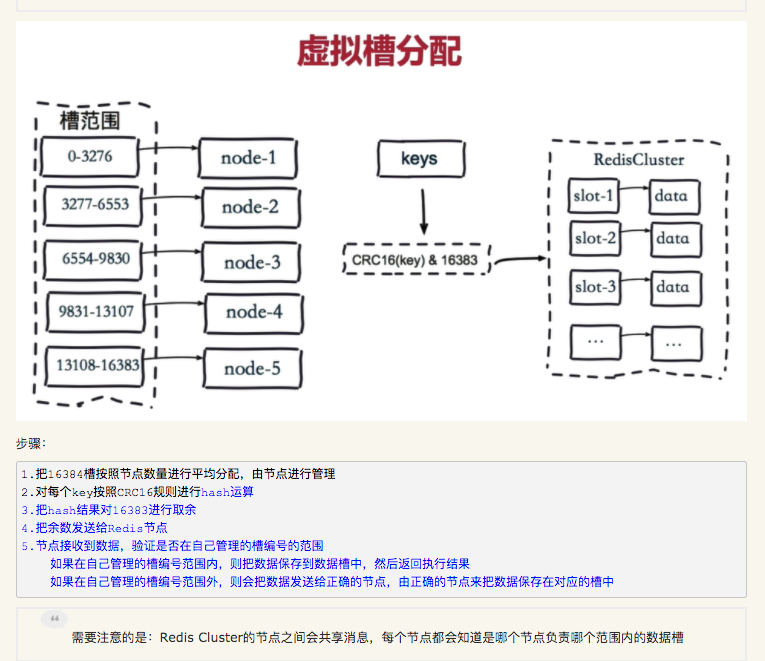 虚拟槽分配
槽范围
0-3276
node-1
3277-6553
node-2
6554-9830
node-3
9831-13107
node-4
13108-16383
node-5
keys
CRC16(key) & 16383
RedisCluster
slot-1
data
slot-2
data
slot-3
data
...
...
步骤：
1.把16384槽按照节点数量进行平均分配，由节点进行管理
2.对每个key按照CRC16规则进行hash运算
3.把hash结果对16383进行取余
4.把余数发送给Redis节点
5.节点接收到数据，验证是否在自己管理的槽编号的范围
如果在自己管理的槽编号范围内，则把数据保存到数据槽中，然后返回执行结果
如果在自己管理的槽编号范围外，则会把数据发送给正确的节点，由正确的节点来把数据保存在对应的槽中
需要注意的是：Redis Cluster的节点之间会共享消息，每个节点都会知道是哪个节点负责哪个范围内的数据槽